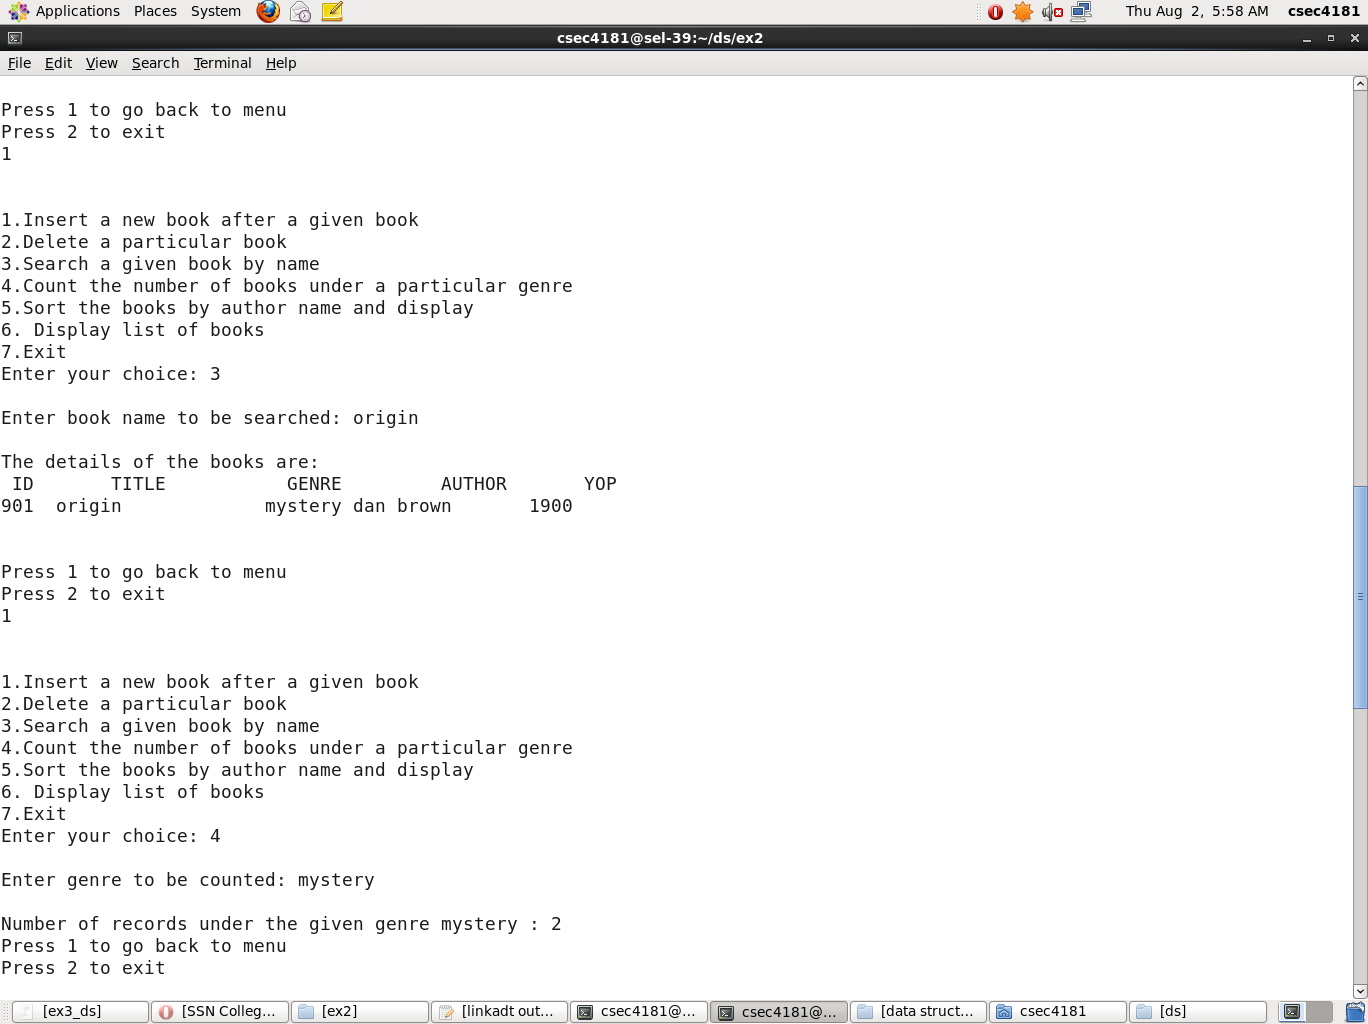 Applications Places System Thu Aug 2, 5:58 AM csec4181
csec4181@sel-39:~/ds/ex2
File Edit View Search Terminal Help
Press 1 to go back to menu
Press 2 to exit
1
1.Insert a new book after a given book
2.Delete a particular book
3.Search a given book by name
4.Count the number of books under a particular genre
5.Sort the books by author name and display
6. Display list of books
7.Exit
Enter your choice: 3
Enter book name to be searched: origin
The details of the books are:
ID TITLE GENRE AUTHOR YOP
901 origin mystery dan brown 1900
Press 1 to go back to menu
Press 2 to exit
1
1.Insert a new book after a given book
2.Delete a particular book
3.Search a given book by name
4.Count the number of books under a particular genre
5.Sort the books by author name and display
6. Display list of books
7.Exit
Enter your choice: 4
Enter genre to be counted: mystery
Number of records under the given genre mystery : 2
Press 1 to go back to menu
Press 2 to exit
[ex3_ds] [SSN Colleg... [ex2] [linkadt out... csec4181@... csec4181@... [data struct... csec4181 [ds]